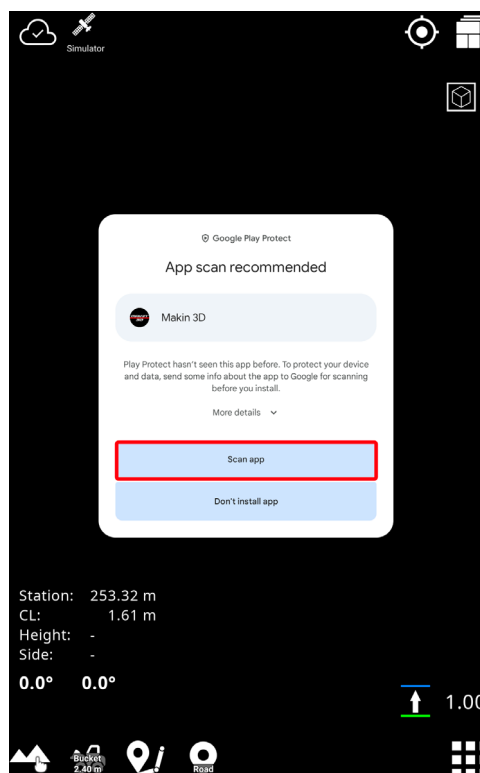 Simulator
Google Play Protect
App scan recommended
Makin 3D
Play Protect hasn't seen this app before. To protect your device
and data, send some info about the app to Google for scanning
before you install.
More details
Scan app
Don't install app
Station: 253.32 m
CL: 1.61 m
Height: -
Side: -
0.0° 0.0°
1.00
Bucket
2.40 m
Road